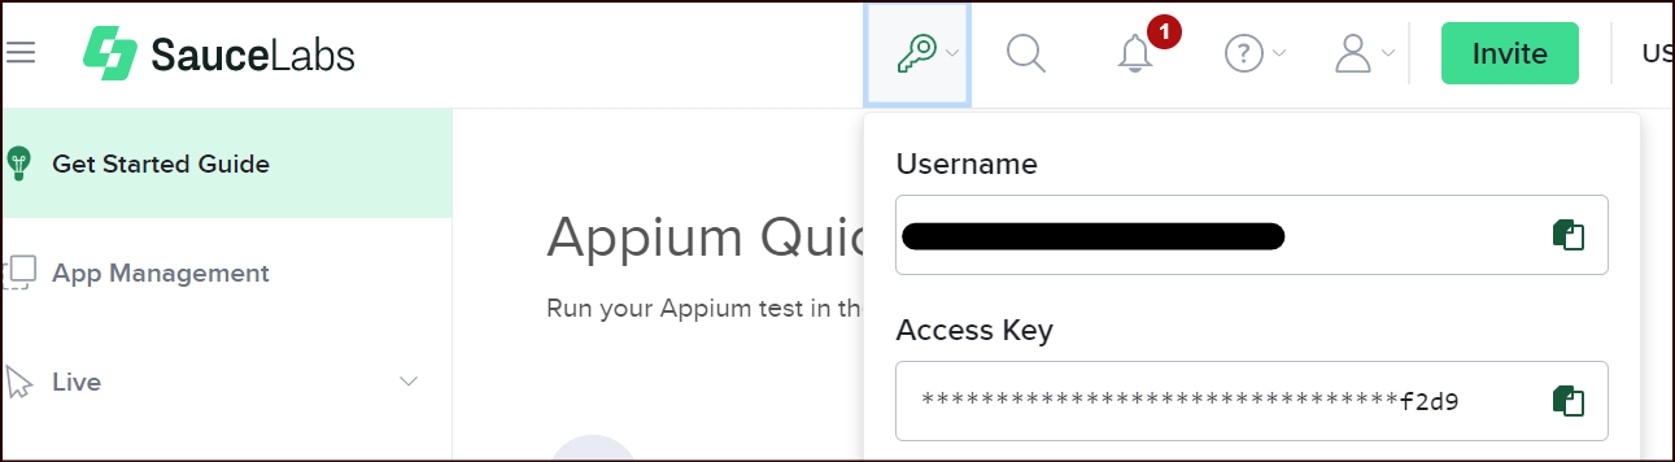 SauceLabs
1
?
Invite
US
Get Started Guide
App Management
Live
Appium Quic
Run your Appium test in th
Username
Access Key
********************************f2d9